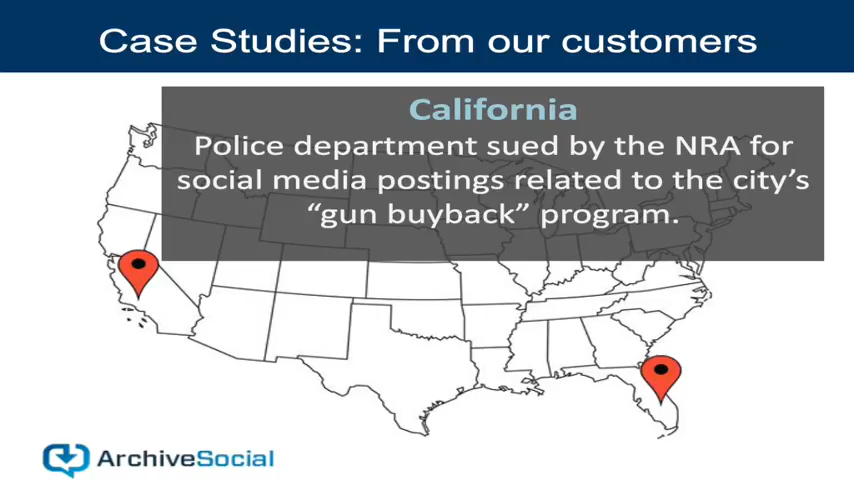 Case Studies: From our customers
California
Police department sued by the NRA for
social media postings related to the city’s
“gun buyback” program.
ArchiveSocial